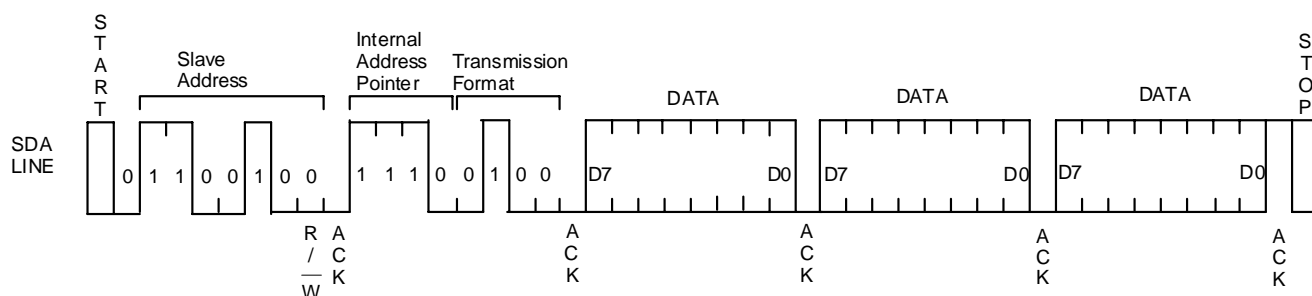 START
Slave
Address
Internal
Address
Pointer
Transmission
Format
DATA
DATA
DATA
STOP
SDA
LINE
0 1 1 0 0 1 0 0
1 1 1 0 0 1 0 0
D7 D0
D7 D0
D7 D0
R/W
ACK
ACK
ACK
ACK
ACK